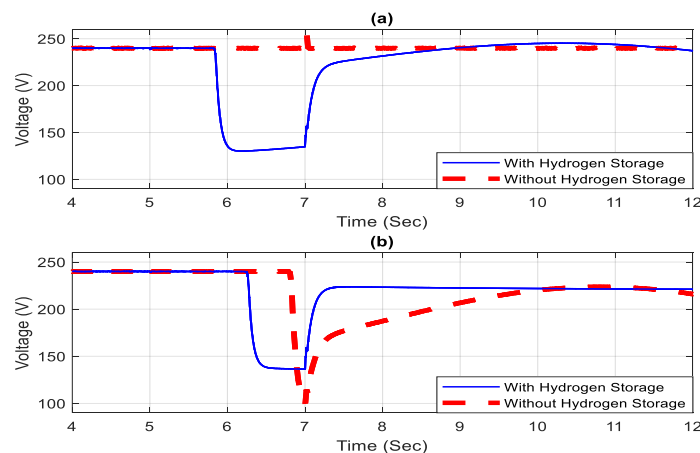 (a)
250
200
150
100
Voltage (V)
With Hydrogen Storage
Without Hydrogen Storage
4 5 6 7 8 9 10 11 12
Time (Sec)
(b)
250
200
150
100
Voltage (V)
With Hydrogen Storage
Without Hydrogen Storage
4 5 6 7 8 9 10 11 12
Time (Sec)